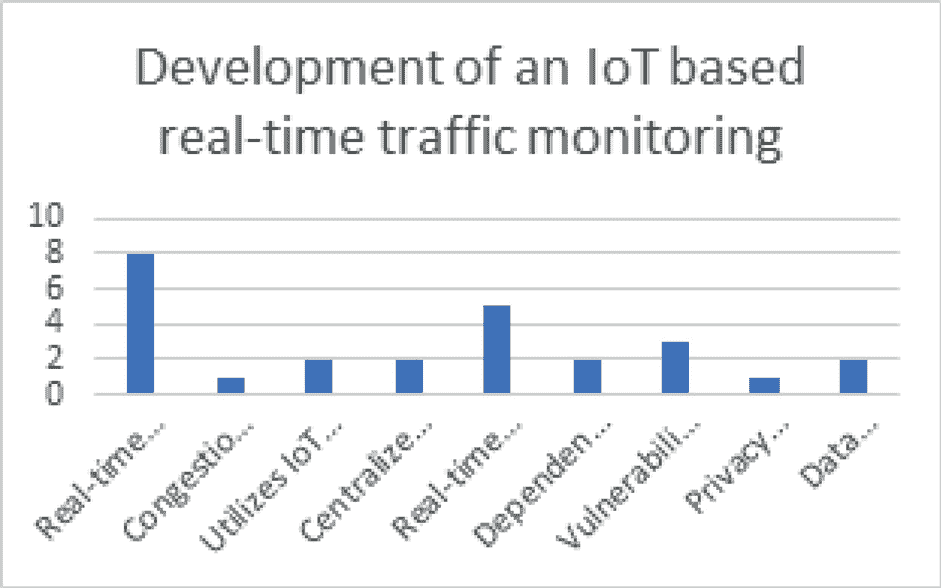 Development of an IoT based
real-time traffic monitoring
10
8
6
4
2
0
Real-time...
Congestio...
Utilizes IoT...
Centralize...
Real-time...
Dependen...
Vulnerabili...
Privacy...
Data...